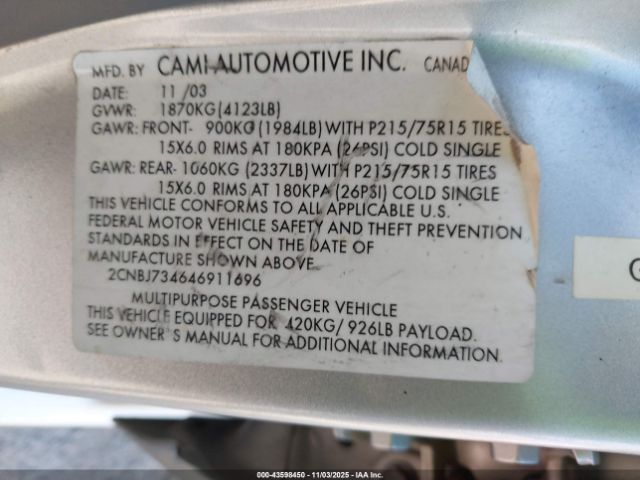 MFD. BY CAMI AUTOMOTIVE INC. CANAD
DATE: 11 /03
GVWR: 1870KG(4123LB)
GAWR: FRONT- 900KG (1984LB) WITH P215/75R15 TIRES
15X6.0 RIMS AT 180KPA (26PSI) COLD SINGLE
GAWR: REAR- 1060KG (2337LB) WITH P215/75R15 TIRES
15X6.0 RIMS AT 180KPA (26PSI) COLD SINGLE
THIS VEHICLE CONFORMS TO ALL APPLICABLE U.S.
FEDERAL MOTOR VEHICLE SAFETY AND THEFT PREVENTION
STANDARDS IN EFFECT ON THE DATE OF
MANUFACTURE SHOWN ABOVE.
2CNBJ734646911696
MULTIPURPOSE PASSENGER VEHICLE
THIS VEHICLE EQUIPPED FOR 420KG/ 926LB PAYLOAD.
SEE OWNER'S MANUAL FOR ADDITIONAL INFORMATION.
G
000-43598450 - 11/03/2025 - IAA Inc.